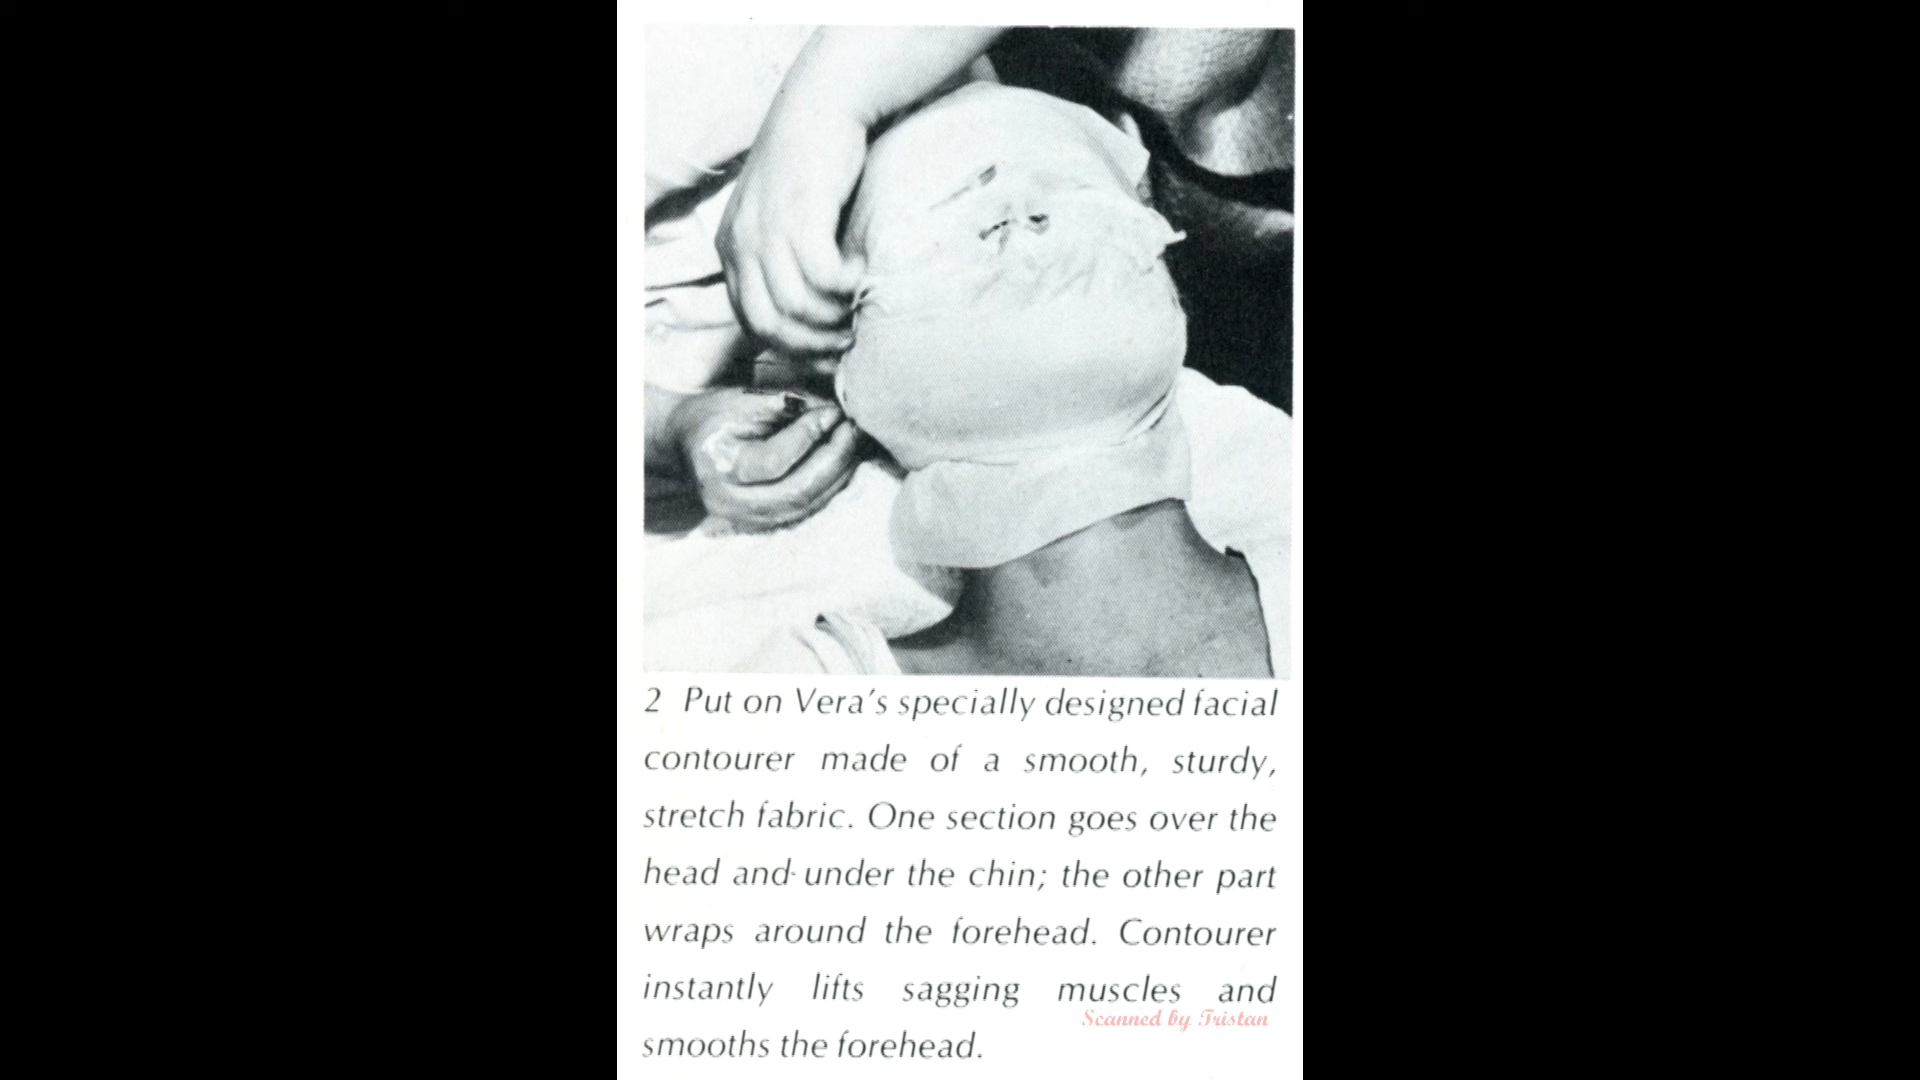 2 Put on Vera's specially designed facial
contourer made of a smooth, sturdy,
stretch fabric. One section goes over the
head and under the chin; the other part
wraps around the forehead. Contourer
instantly lifts sagging muscles and
Scanned by Tristan
smooths the forehead.